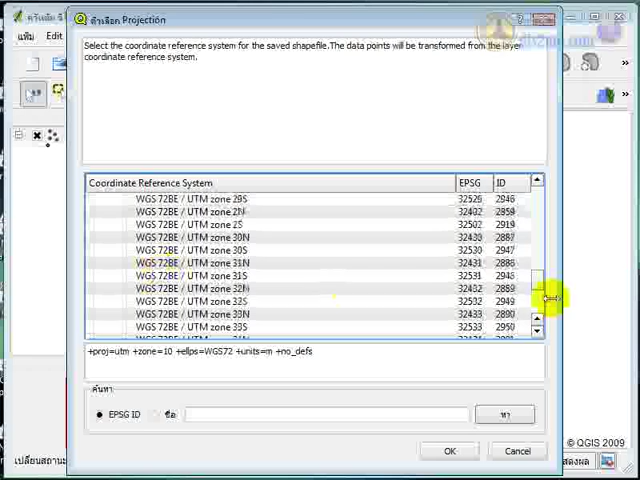 ตัวเลือก Projection
แฟ้ม
Edit
Select the coordinate reference system for the saved shapefile.The data points will be transformed from the layer
coordinate reference system.
Coordinate Reference System EPSG ID
WGS 72BE / UTM zone 29S 32529 2946
WGS 72BE / UTM zone 2N 32402 2859
WGS 72BE / UTM zone 2S 32502 2919
WGS 72BE / UTM zone 30N 32430 2887
WGS 72BE / UTM zone 30S 32530 2947
WGS 72BE / UTM zone 31N 32431 2888
WGS 72BE / UTM zone 31S 32531 2948
WGS 72BE / UTM zone 32N 32432 2889
WGS 72BE / UTM zone 32S 32532 2949
WGS 72BE / UTM zone 33N 32433 2890
WGS 72BE / UTM zone 33S 32533 2950
+proj=utm +zone=10 +ellps=WGS72 +units=m +no_defs
ค้นหา
EPSG ID ชื่อ หา
© QGIS 2009
OK Cancel
เปลี่ยนสถานะ